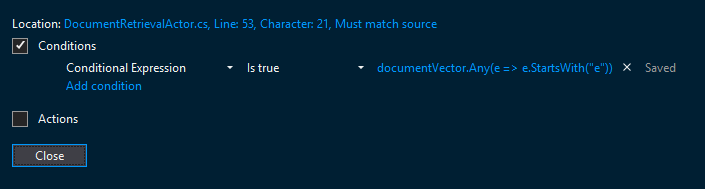 Location: DocumentRetrievalActor.cs, Line: 53, Character: 21, Must match source
Conditions
Conditional Expression Is true documentVector.Any(e => e.StartsWith("e")) Saved
Add condition
Actions
Close